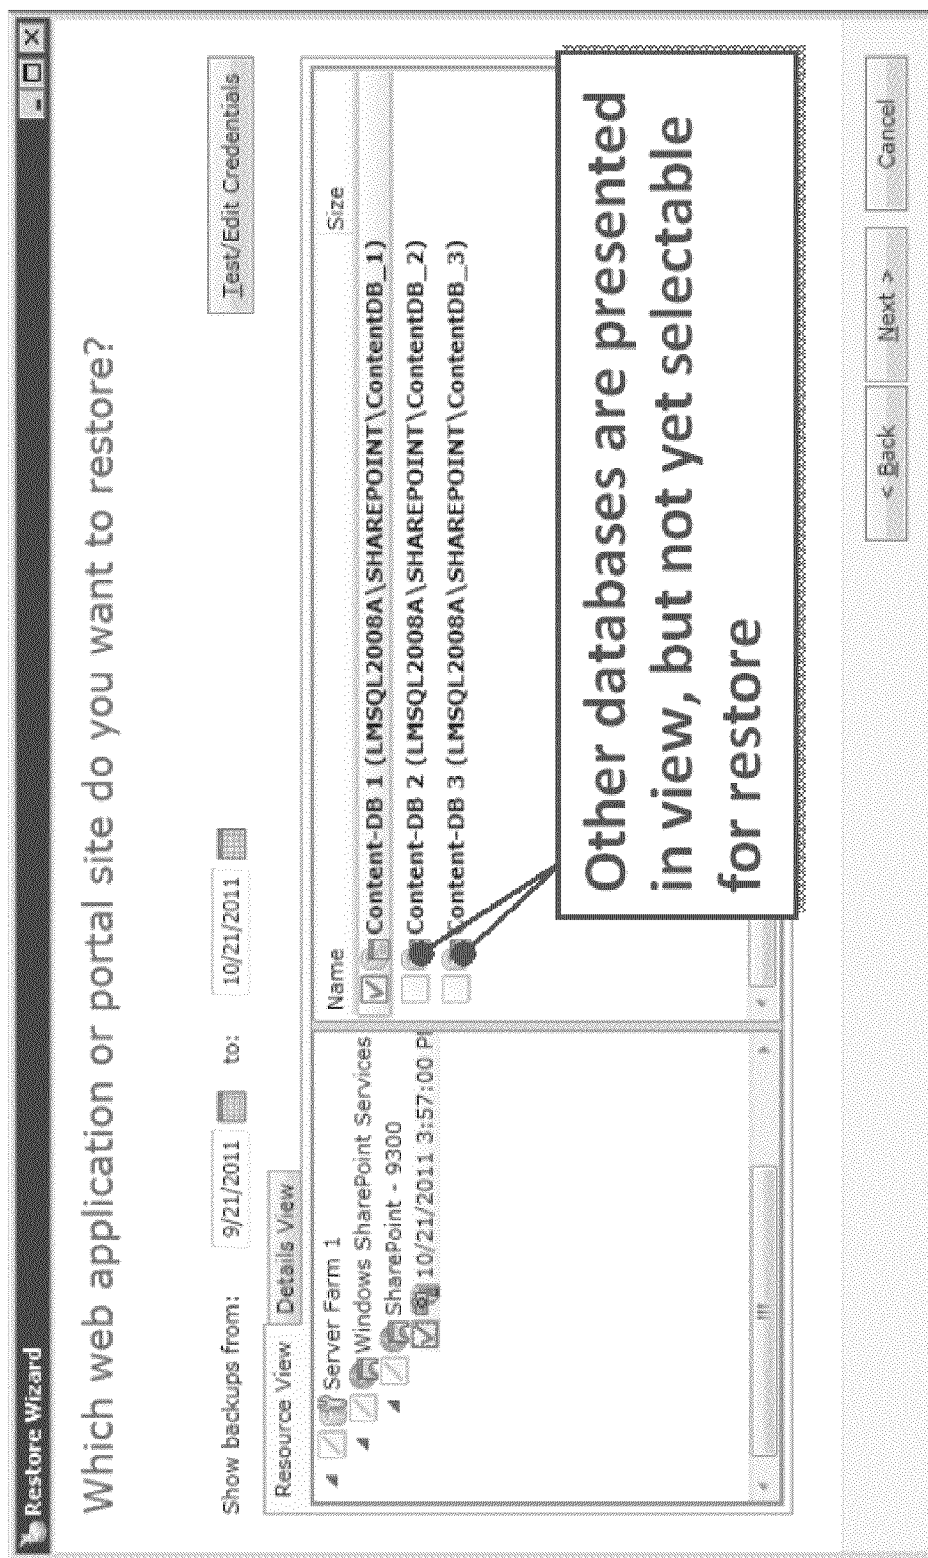 Restore Wizard
Which web application or portal site do you want to restore?
Show backups from: 9/21/2011 to: 10/21/2011
Test/Edit Credentials
Resource View Details View
Server Farm 1
Windows SharePoint Services
SharePoint - 9300
10/21/2011 3:57:00 P
Name Size
Content-DB 1 (LMSQL2008A\SHAREPOINT\ContentDB_1)
Content-DB 2 (LMSQL2008A\SHAREPOINT\ContentDB_2)
Content-DB 3 (LMSQL2008A\SHAREPOINT\ContentDB_3)
Other databases are presented
in view, but not yet selectable
for restore
< Back Next > Cancel